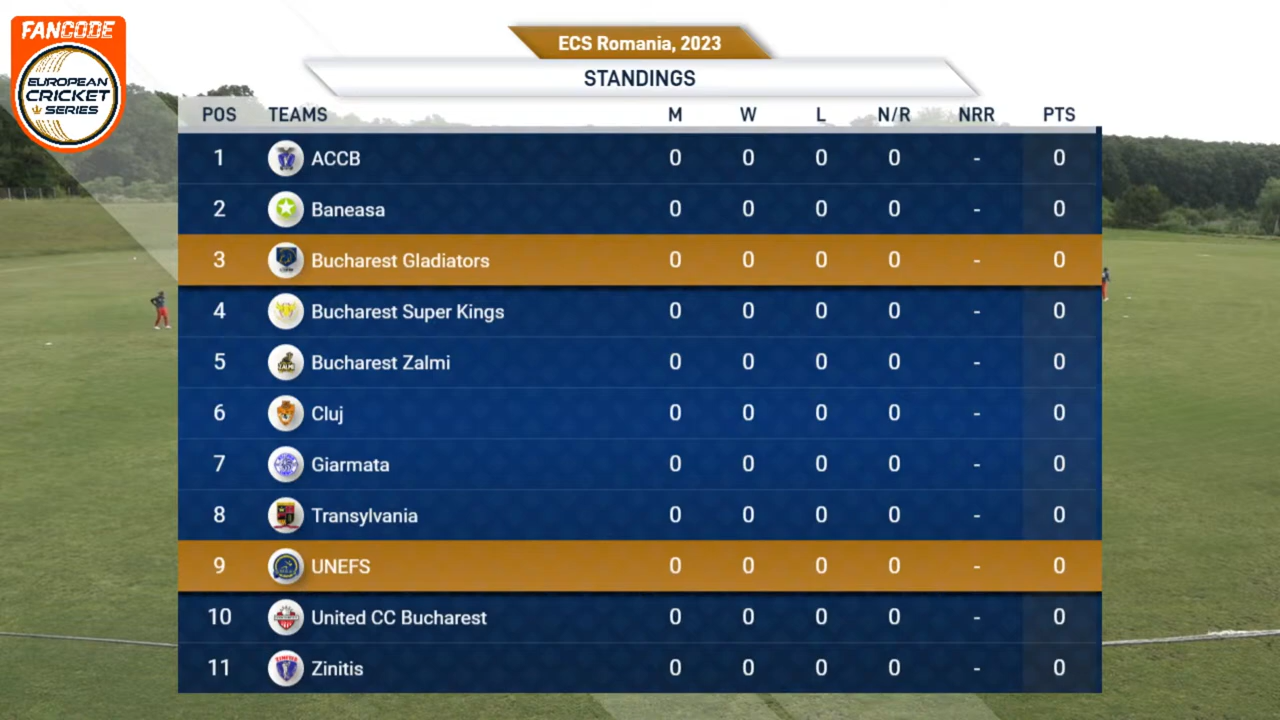 FANCODE
EUROPEAN
CRICKET
SERIES
ECS Romania, 2023
STANDINGS
POS TEAMS M W L N/R NRR PTS
1 ACCB 0 0 0 0 - 0
2 Baneasa 0 0 0 0 - 0
3 Bucharest Gladiators 0 0 0 0 - 0
4 Bucharest Super Kings 0 0 0 0 - 0
5 Bucharest Zalmi 0 0 0 0 - 0
6 Cluj 0 0 0 0 - 0
7 Giarmata 0 0 0 0 - 0
8 Transylvania 0 0 0 0 - 0
9 UNEFS 0 0 0 0 - 0
10 United CC Bucharest 0 0 0 0 - 0
11 Zinitis 0 0 0 0 - 0